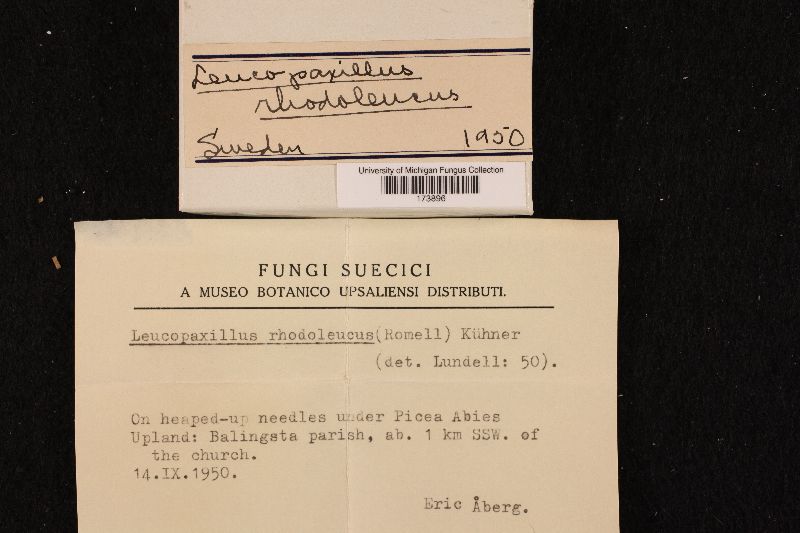 Leucopaxillus
rhodoleucus
Sweden 1950
University of Michigan Fungus Collection
173896
FUNGI SUECICI
A MUSEO BOTANICO UPSALIENSI DISTRIBUTI.
Leucopaxillus rhodoleucus (Romell) Kühner
(det. Lundell: 50).
On heaped-up needles under Picea Abies
Upland: Balingsta parish, ab. 1 km SSW. of
the church.
14.IX.1950.
Eric Åberg.